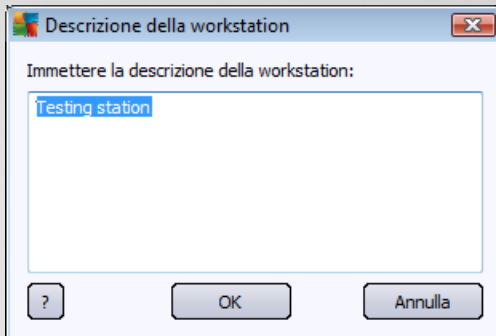 Descrizione della workstation
Immettere la descrizione della workstation:
Testing station
? OK Annulla